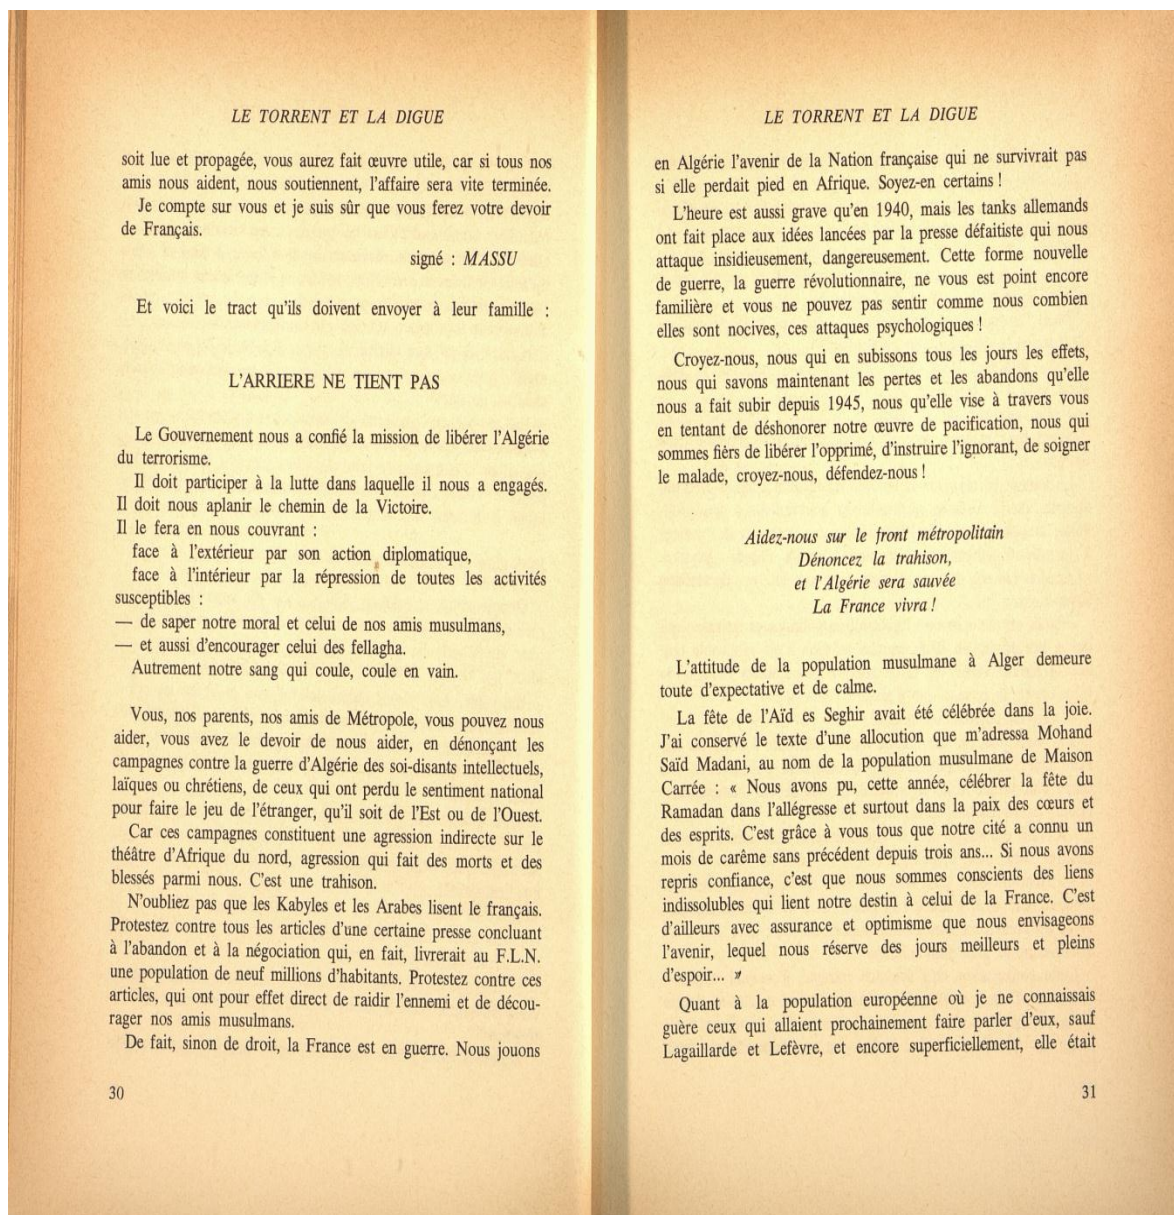 LE TORRENT ET LA DIGUE
soit lue et propagée, vous aurez fait œuvre utile, car si tous nos
amis nous aident, nous soutiennent, l'affaire sera vite terminée.
Je compte sur vous et je suis sûr que vous ferez votre devoir
de Français.
signé : MASSU
Et voici le tract qu'ils doivent envoyer à leur famille :
L'ARRIERE NE TIENT PAS
Le Gouvernement nous a confié la mission de libérer l'Algérie
du terrorisme.
Il doit participer à la lutte dans laquelle il nous a engagés.
Il doit nous aplanir le chemin de la Victoire.
Il le fera en nous couvrant :
face à l'extérieur par son action diplomatique,
face à l'intérieur par la répression de toutes les activités
susceptibles :
— de saper notre moral et celui de nos amis musulmans,
— et aussi d'encourager celui des fellagha.
Autrement notre sang qui coule, coule en vain.
Vous, nos parents, nos amis de Métropole, vous pouvez nous
aider, vous avez le devoir de nous aider, en dénonçant les
campagnes contre la guerre d'Algérie des soi-disants intellectuels,
laïques ou chrétiens, de ceux qui ont perdu le sentiment national
pour faire le jeu de l'étranger, qu'il soit de l'Est ou de l'Ouest.
Car ces campagnes constituent une agression indirecte sur le
théâtre d'Afrique du nord, agression qui fait des morts et des
blessés parmi nous. C'est une trahison.
N'oubliez pas que les Kabyles et les Arabes lisent le français.
Protestez contre tous les articles d'une certaine presse concluant
à l'abandon et à la négociation qui, en fait, livrerait au F.L.N.
une population de neuf millions d'habitants. Protestez contre ces
articles, qui ont pour effet direct de raidir l'ennemi et de décou-
rager nos amis musulmans.
De fait, sinon de droit, la France est en guerre. Nous jouons
30
LE TORRENT ET LA DIGUE
en Algérie l'avenir de la Nation française qui ne survivrait pas
si elle perdait pied en Afrique. Soyez-en certains !
L'heure est aussi grave qu'en 1940, mais les tanks allemands
ont fait place aux idées lancées par la presse défaitiste qui nous
attaque insidieusement, dangereusement. Cette forme nouvelle
de guerre, la guerre révolutionnaire, ne vous est point encore
familière et vous ne pouvez pas sentir comme nous combien
elles sont nocives, ces attaques psychologiques !
Croyez-nous, nous qui en subissons tous les jours les effets,
nous qui savons maintenant les pertes et les abandons qu'elle
nous a fait subir depuis 1945, nous qu'elle vise à travers vous
en tentant de déshonorer notre œuvre de pacification, nous qui
sommes fièrs de libérer l'opprimé, d'instruire l'ignorant, de soigner
le malade, croyez-nous, défendez-nous !
Aidez-nous sur le front métropolitain
Dénoncez la trahison,
et l'Algérie sera sauvée
La France vivra !
L'attitude de la population musulmane à Alger demeure
toute d'expectative et de calme.
La fête de l'Aïd es Seghir avait été célébrée dans la joie.
J'ai conservé le texte d'une allocution que m'adressa Mohand
Saïd Madani, au nom de la population musulmane de Maison
Carrée : « Nous avons pu, cette année, célébrer la fête du
Ramadan dans l'allégresse et surtout dans la paix des cœurs et
des esprits. C'est grâce à vous tous que notre cité a connu un
mois de carême sans précédent depuis trois ans... Si nous avons
repris confiance, c'est que nous sommes conscients des liens
indissolubles qui lient notre destin à celui de la France. C'est
d'ailleurs avec assurance et optimisme que nous envisageons
l'avenir, lequel nous réserve des jours meilleurs et pleins
d'espoir... »
Quant à la population européenne où je ne connaissais
guère ceux qui allaient prochainement faire parler d'eux, sauf
Lagaillarde et Lefèvre, et encore superficiellement, elle était
31